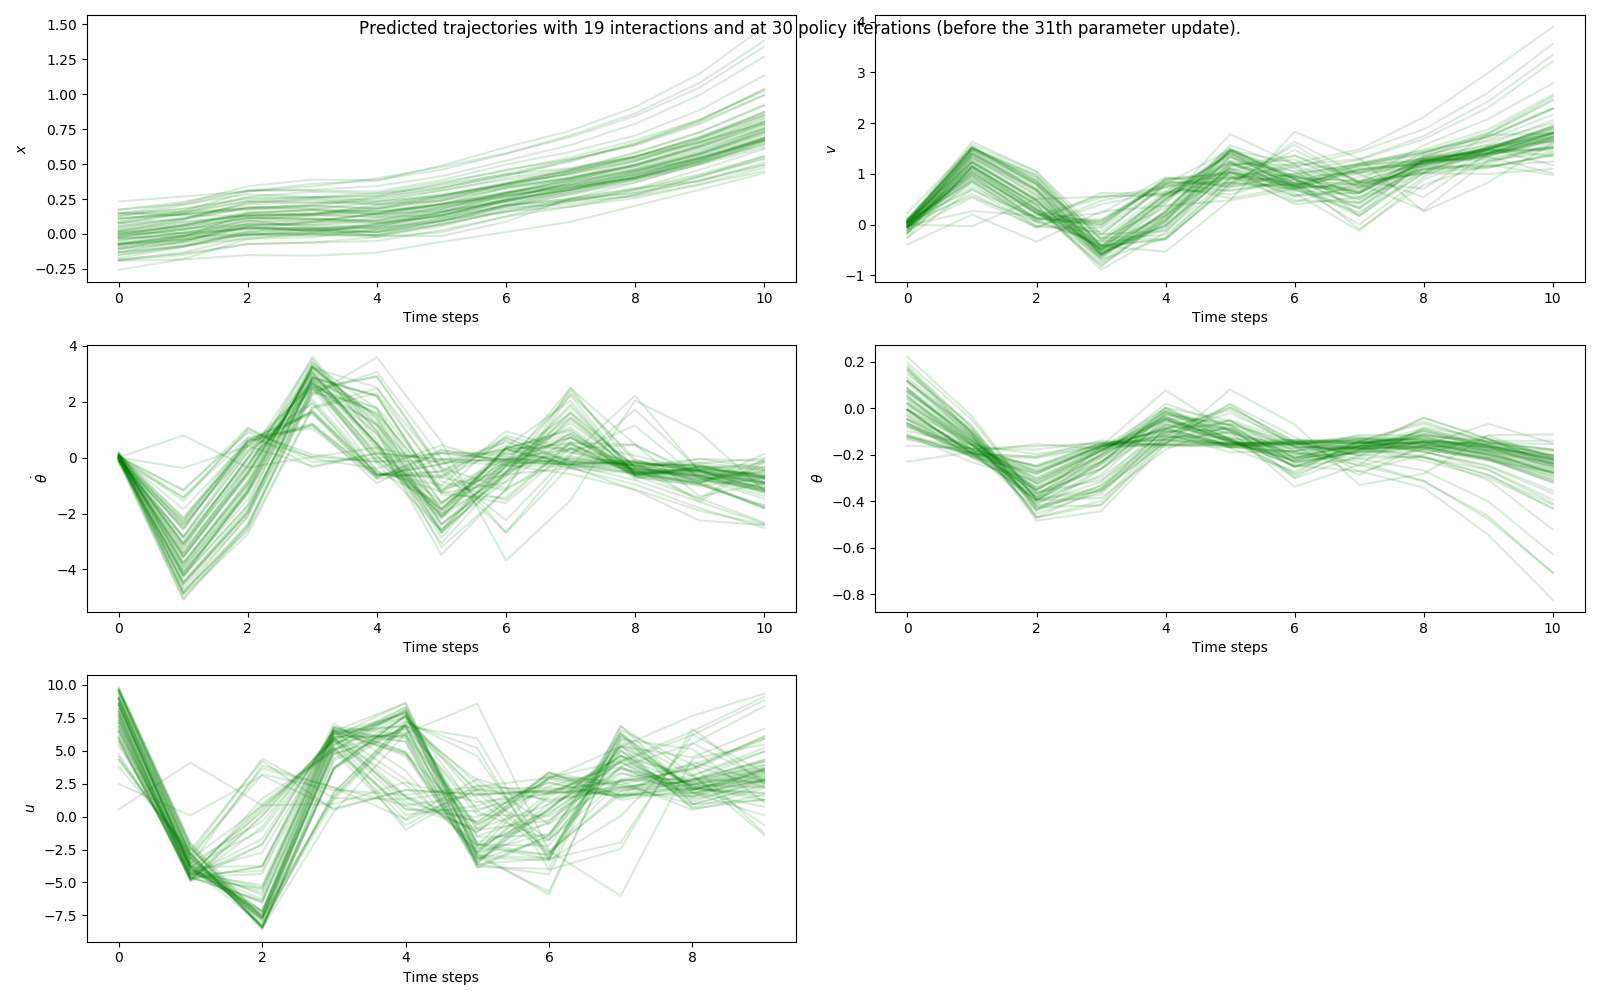 Predicted trajectories with 19 interactions and at 30 policy iterations (before the 31th parameter update).
1.50
1.25
1.00
0.75
0.50
0.25
0.00
−0.25
x
0 2 4 6 8 10
Time steps
4
3
2
1
0
−1
v
0 2 4 6 8 10
Time steps
4
2
0
−2
−4
θ̇
0 2 4 6 8 10
Time steps
0.2
0.0
−0.2
−0.4
−0.6
−0.8
θ
0 2 4 6 8 10
Time steps
10.0
7.5
5.0
2.5
0.0
−2.5
−5.0
−7.5
u
0 2 4 6 8
Time steps